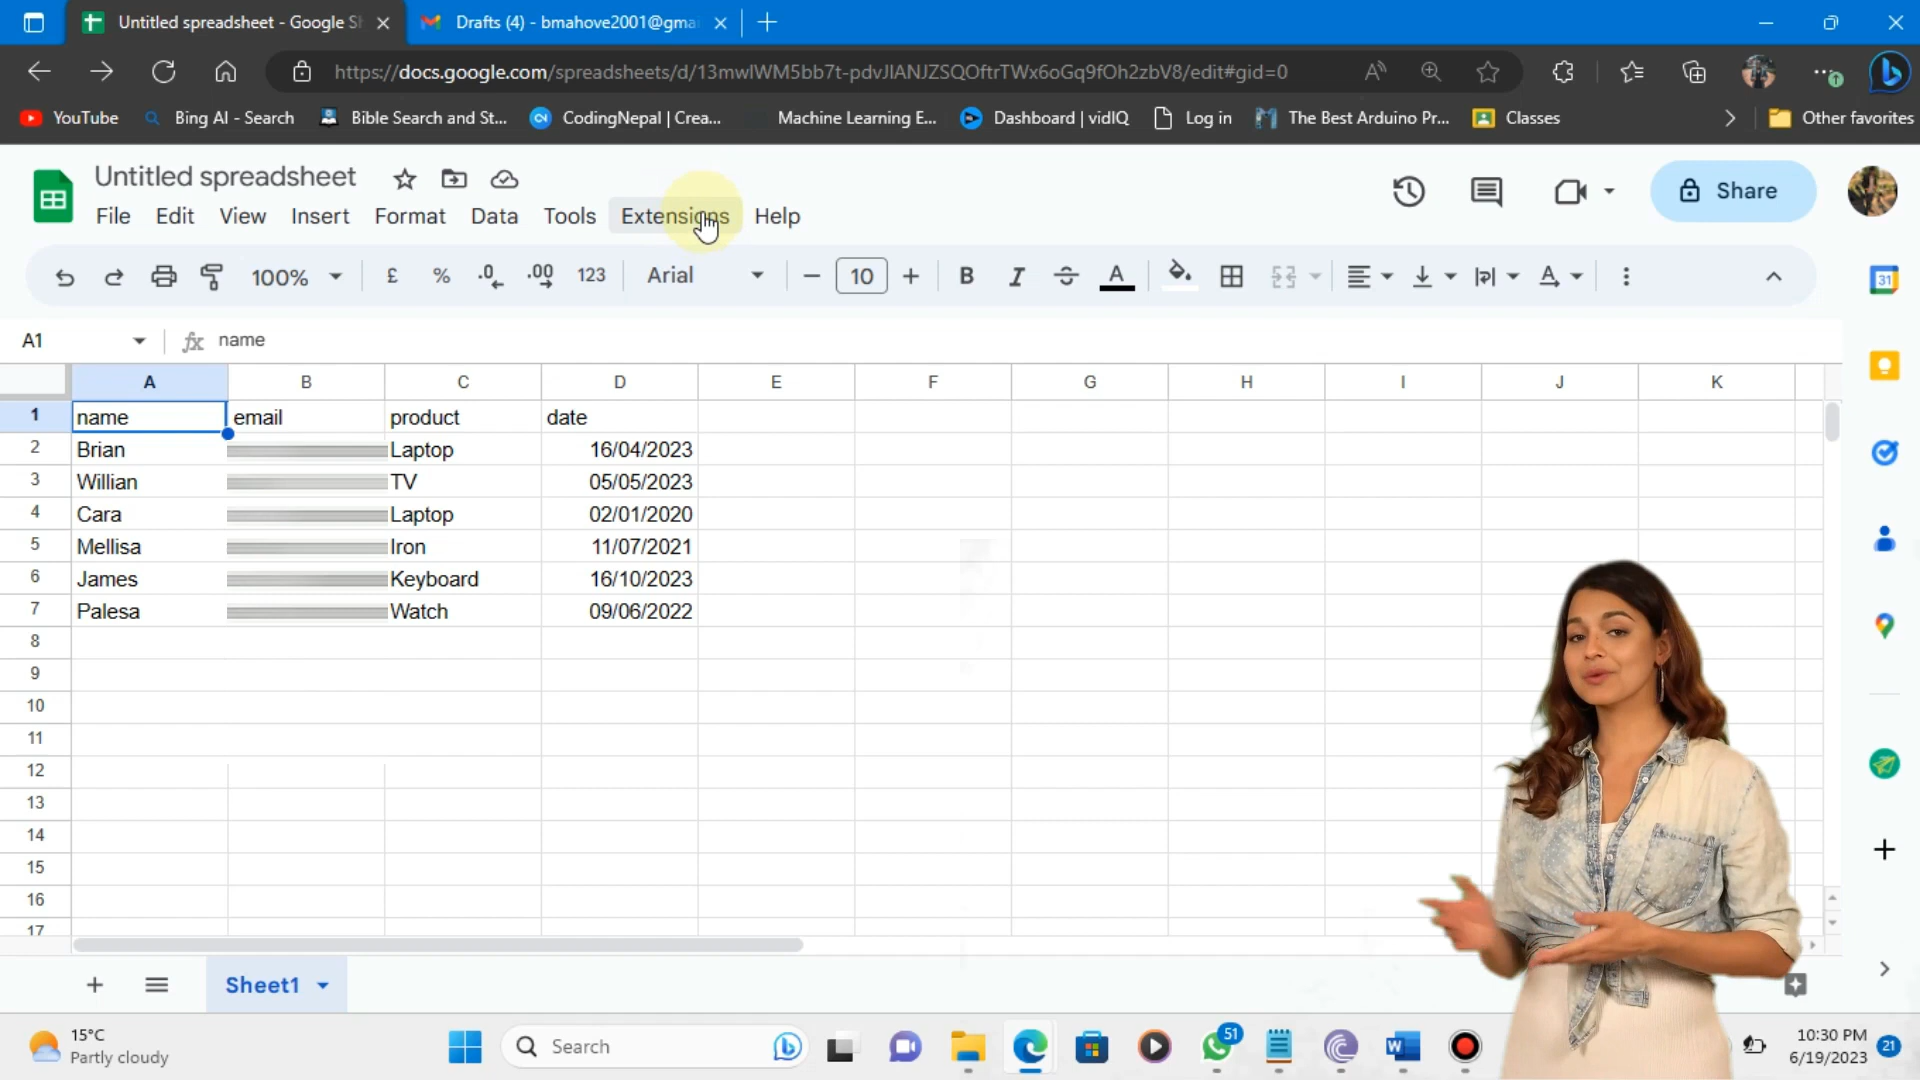 Untitled spreadsheet - Google Sh
Drafts (4) - bmahove2001@gma
https://docs.google.com/spreadsheets/d/13mwlWM5bb7t-pdvJIANJZSQOftrTWx6oGq9fOh2zbV8/edit#gid=0
YouTube
Bing AI - Search
Bible Search and St...
CodingNepal | Crea...
Machine Learning E...
Dashboard | vidIQ
Log in
The Best Arduino Pr...
Classes
Other favorites
Untitled spreadsheet
File Edit View Insert Format Data Tools Extensions Help
Share
100% £ % .0 .00 123 Arial 10 B I A
A1 fx name
A B C D E F G H I J K
1 name email product date
2 Brian Laptop 16/04/2023
3 Willian TV 05/05/2023
4 Cara Laptop 02/01/2020
5 Mellisa Iron 11/07/2021
6 James Keyboard 16/10/2023
7 Palesa Watch 09/06/2022
8
9
10
11
12
13
14
15
16
17
31
Sheet1
15°C
Partly cloudy
Search
51
10:30 PM
6/19/2023
21